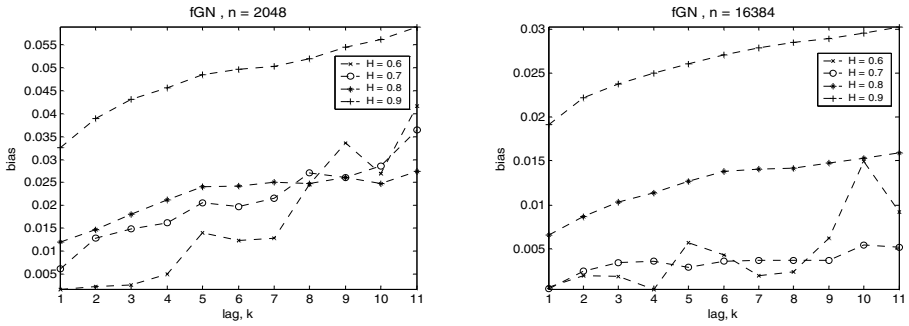 fGN , n = 2048
0.055
0.05
0.045
0.04
0.035
0.03
0.025
0.02
0.015
0.01
0.005
bias
1 2 3 4 5 6 7 8 9 10 11
lag, k
H = 0.6
H = 0.7
H = 0.8
H = 0.9
fGN , n = 16384
0.03
0.025
0.02
0.015
0.01
0.005
bias
1 2 3 4 5 6 7 8 9 10 11
lag, k
H = 0.6
H = 0.7
H = 0.8
H = 0.9